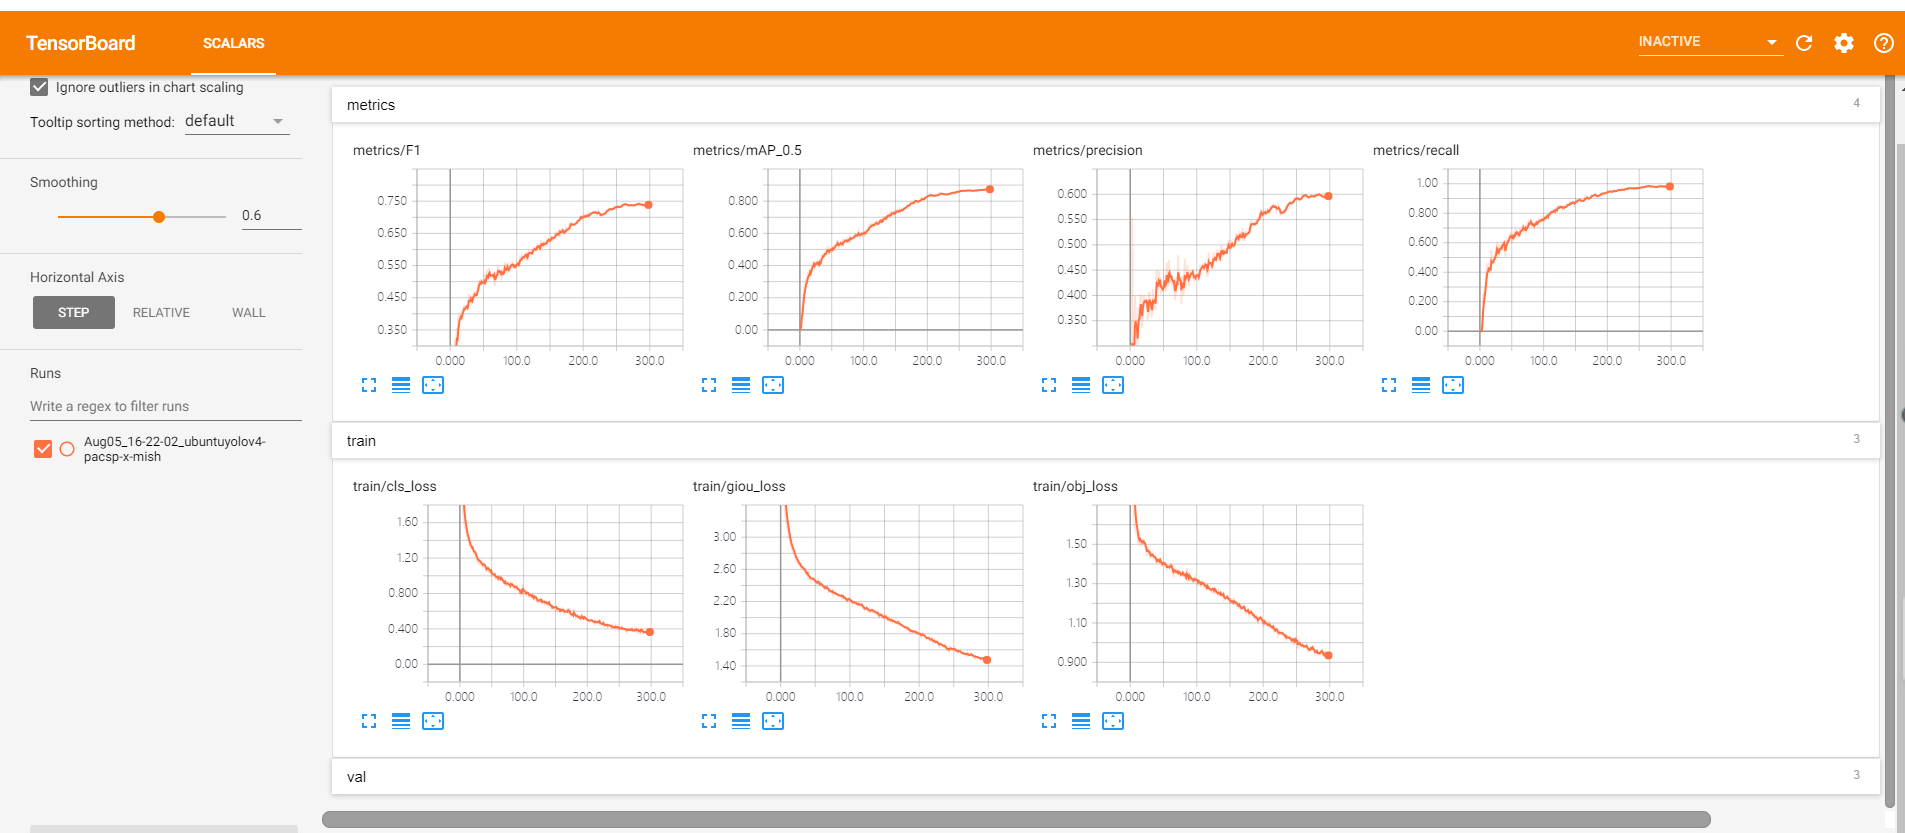 TensorBoard
SCALARS
INACTIVE
Ignore outliers in chart scaling
Tooltip sorting method: default
Smoothing
0.6
Horizontal Axis
STEP RELATIVE WALL
Runs
Write a regex to filter runs
Aug05_16-22-02_ubuntuyolov4-
pacsp-x-mish
metrics 4
metrics/F1
0.750
0.650
0.550
0.450
0.350
0.000 100.0 200.0 300.0
metrics/mAP_0.5
0.800
0.600
0.400
0.200
0.00
0.000 100.0 200.0 300.0
metrics/precision
0.600
0.550
0.500
0.450
0.400
0.350
0.000 100.0 200.0 300.0
metrics/recall
1.00
0.800
0.600
0.400
0.200
0.00
0.000 100.0 200.0 300.0
train 3
train/cls_loss
1.60
1.20
0.800
0.400
0.00
0.000 100.0 200.0 300.0
train/giou_loss
3.00
2.60
2.20
1.80
1.40
0.000 100.0 200.0 300.0
train/obj_loss
1.50
1.30
1.10
0.900
0.000 100.0 200.0 300.0
val 3